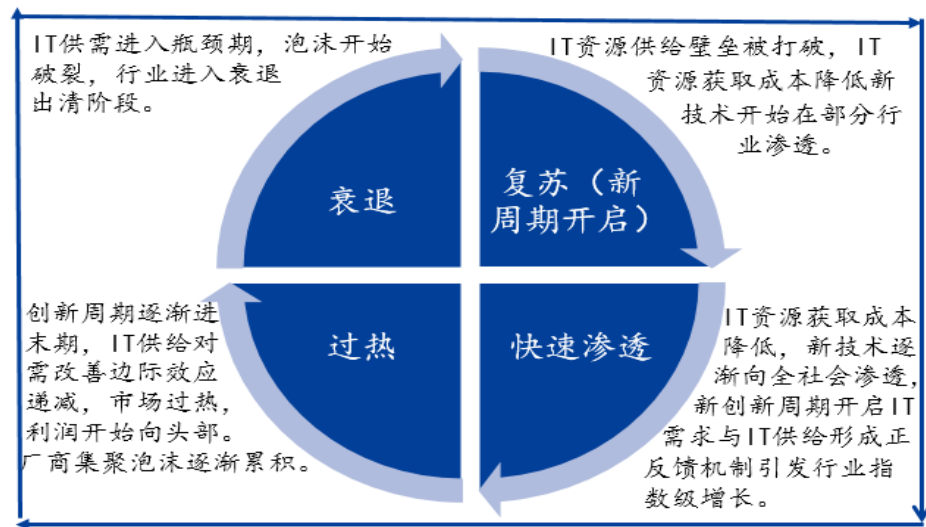 IT供需进入瓶颈期，泡沫开始
破裂，行业进入衰退
出清阶段。
IT资源供给壁垒被打破，IT
资源获取成本降低新
技术开始在部分行
业渗透。
衰退
复苏（新
周期开启）
过热
快速渗透
创新周期逐渐进
末期，IT供给对
需改善边际效应
递减，市场过热，
利润开始向头部。
厂商集聚泡沫逐渐累积。
IT资源获取成本
降低，新技术逐
渐向全社会渗透，
新创新周期开启IT
需求与IT供给形成正
反馈机制引发行业指
数级增长。